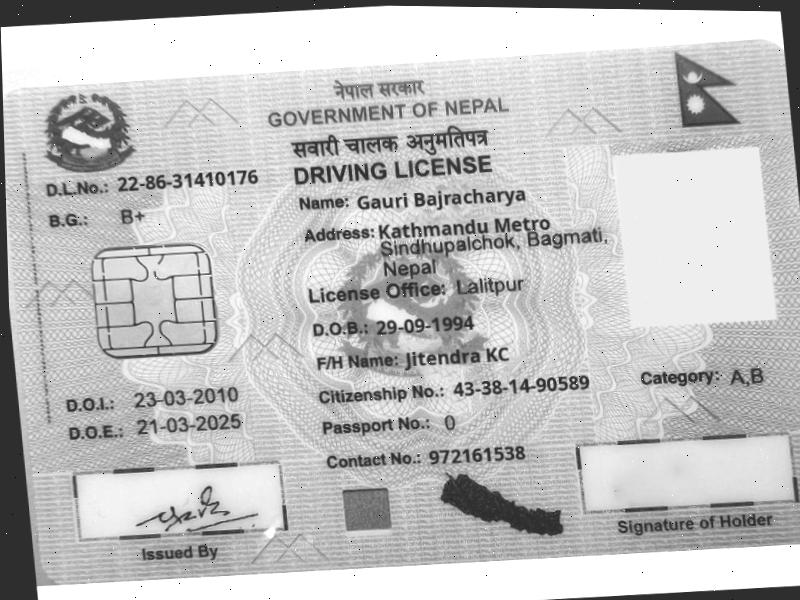 नेपाल सरकार
GOVERNMENT OF NEPAL
सवारी चालक अनुमतिपत्र
DRIVING LICENSE
D.L.No.: 22-86-31410176
B.G.: B+
Name: Gauri Bajracharya
Address: Kathmandu Metro
Sindhupalchok, Bagmati,
Nepal
License Office: Lalitpur
D.O.B.: 29-09-1994
F/H Name: Jitendra KC
Citizenship No.: 43-38-14-90589
Category: A,B
D.O.I.: 23-03-2010
D.O.E.: 21-03-2025
Passport No.: 0
Contact No.: 972161538
Issued By
Signature of Holder